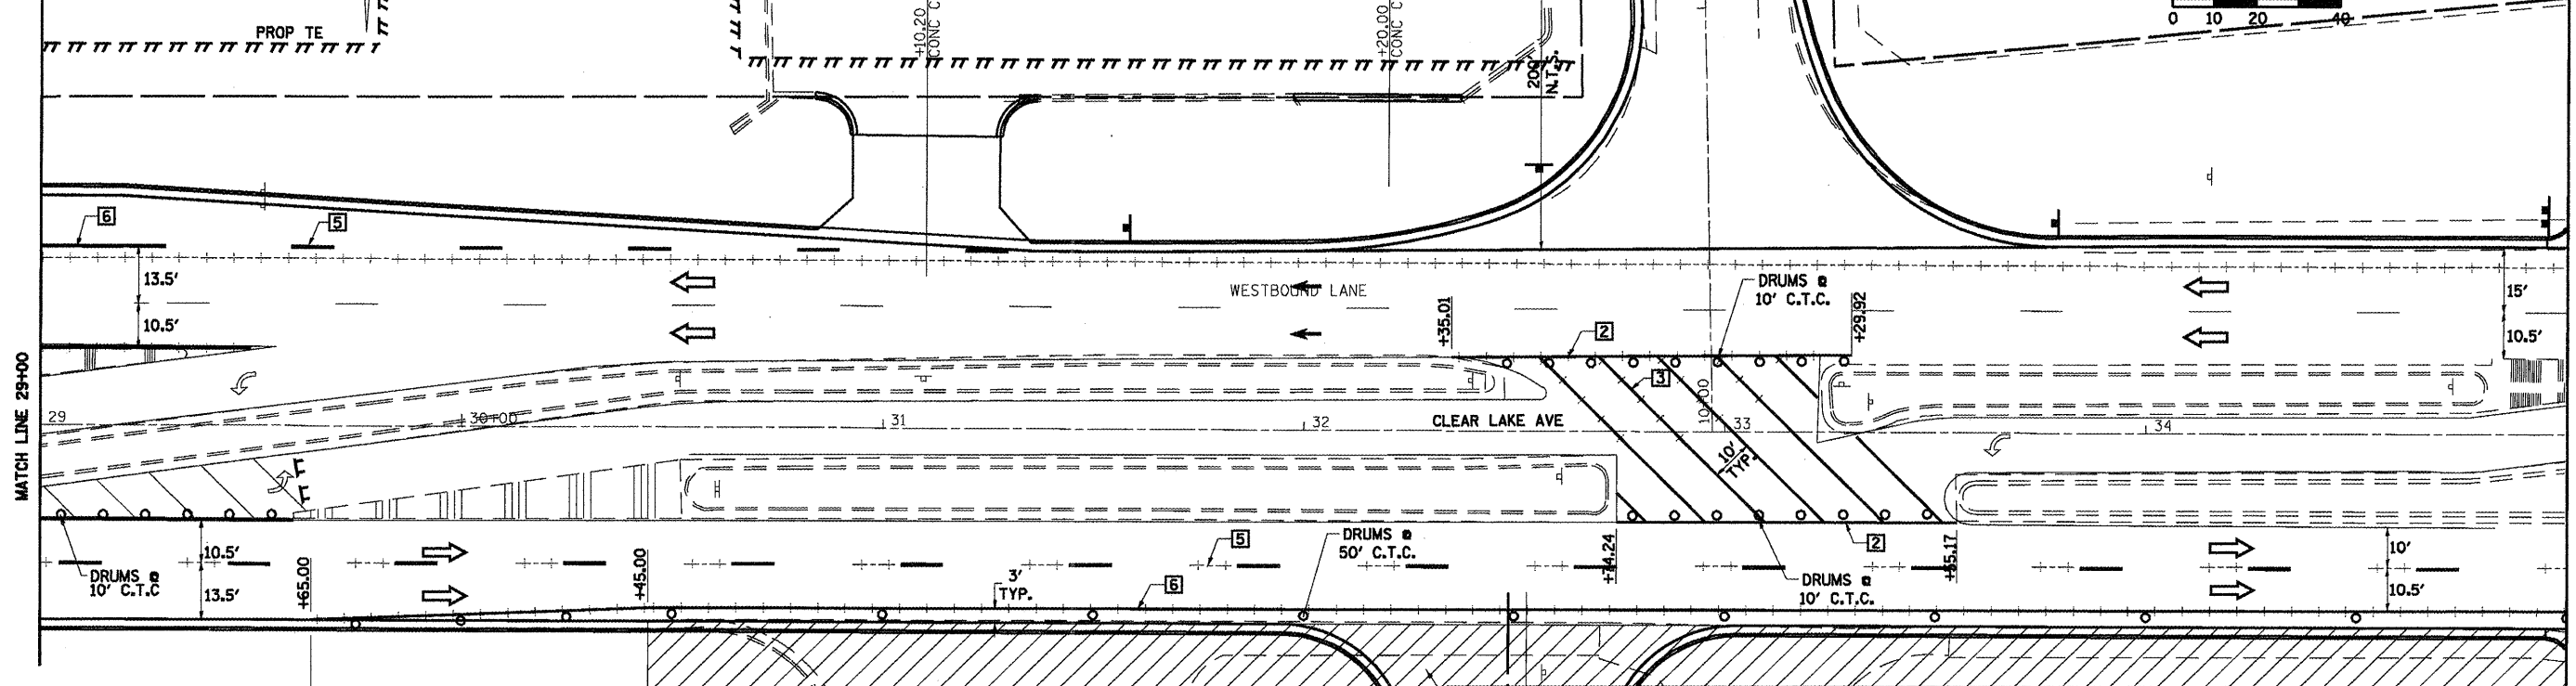 PROP TE
+10.20
CONC C
+20.00
CONC C
200'
N.T.S.
0 10 20 40
6
5
13.5'
10.5'
WESTBOUND LANE
+35.01
2
DRUMS @
10' C.T.C.
+29.92
15'
10.5'
MATCH LINE 29+00
29
30+00
31
32
CLEAR LAKE AVE
3
10+00
33
34
10'
TYP.
10.5'
13.5'
DRUMS @
10' C.T.C
+65.00
+45.00
3'
TYP.
5
6
DRUMS @
50' C.T.C.
+74.24
2
DRUMS @
10' C.T.C.
+55.17
10'
10.5'